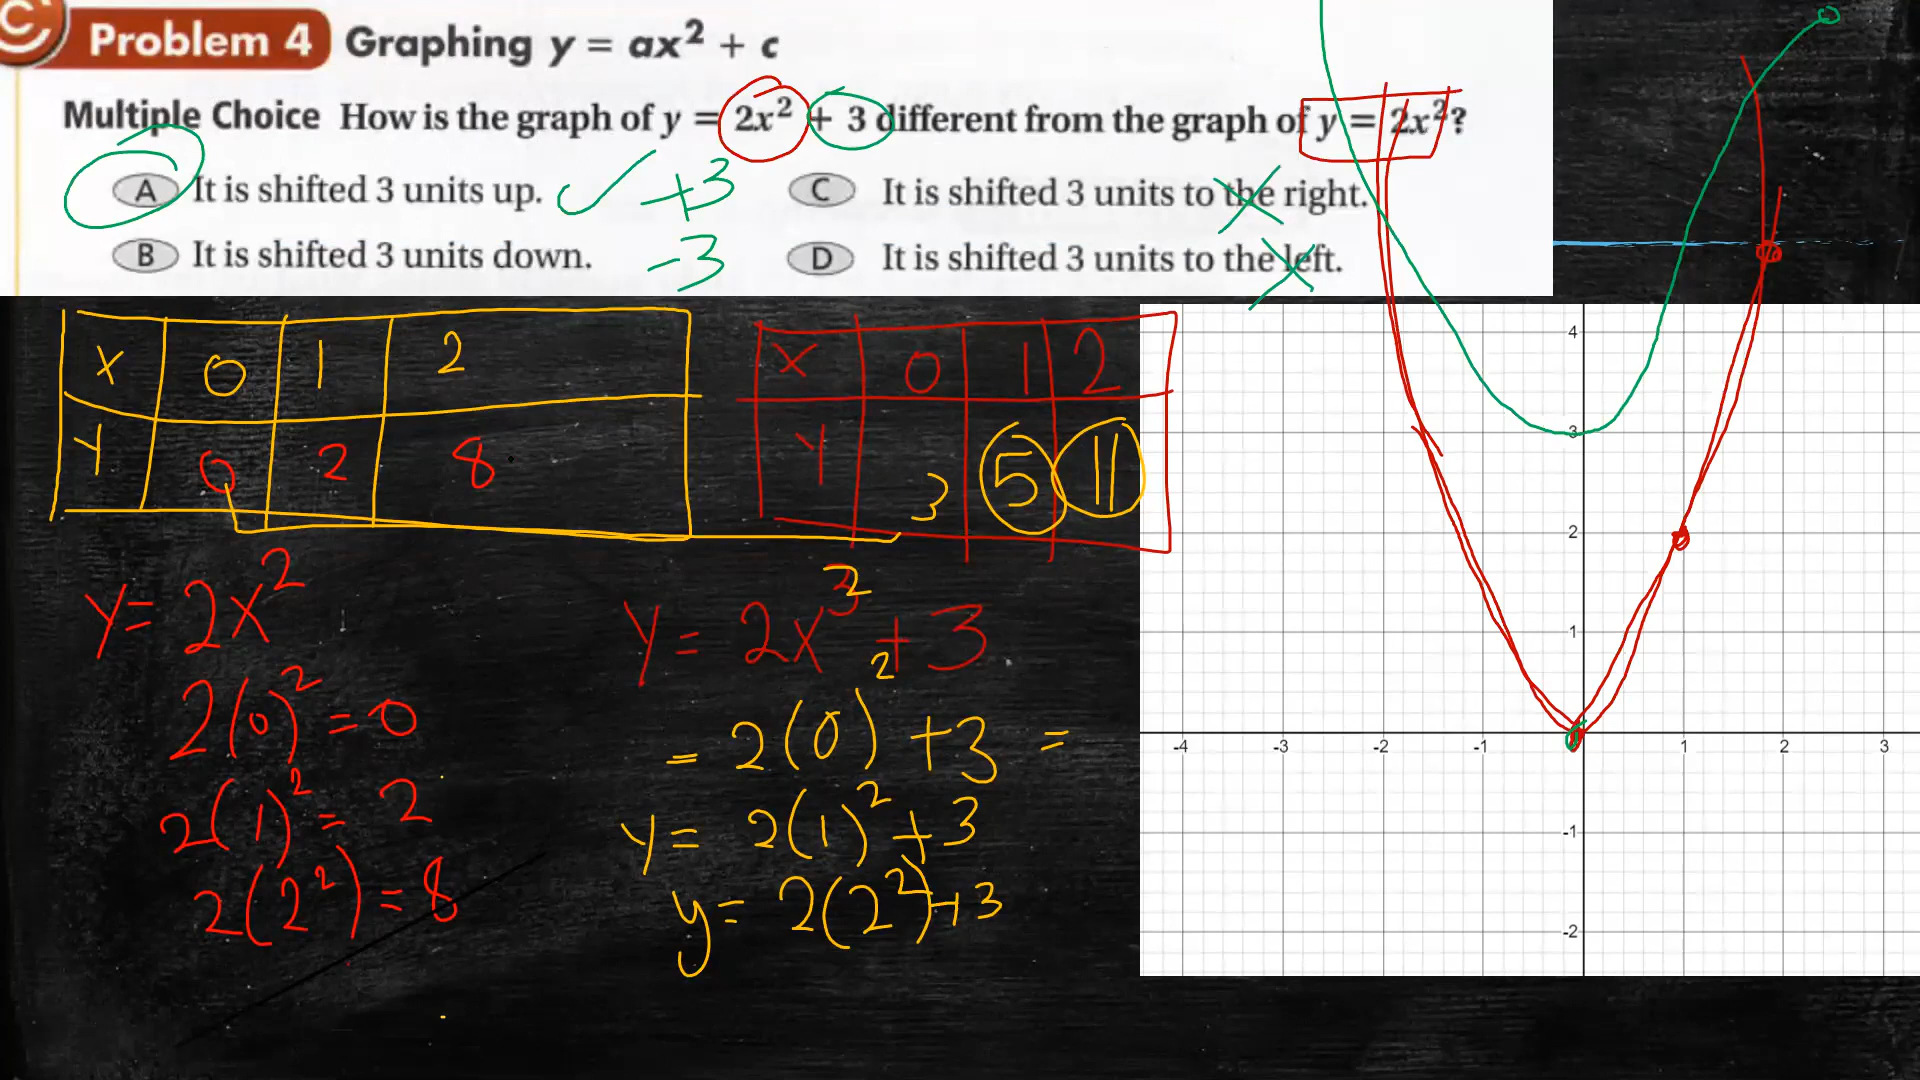 Problem 4 Graphing y = ax² + c
Multiple Choice How is the graph of y = 2x² + 3 different from the graph of y = 2x²?
A It is shifted 3 units up. +3
C It is shifted 3 units to the right.
B It is shifted 3 units down. -3
D It is shifted 3 units to the left.
X 0 1 2
Y 0 2 8
X 0 1 2
Y 3 5 11
Y = 2x²
2(0)² = 0
2(1)² = 2
2(2²) = 8
Y = 2x² + 3
= 2(0)² + 3 =
y = 2(1)² + 3
y = 2(2²) + 3
4
3
2
1
-4 -3 -2 -1 1 2 3
-1
-2